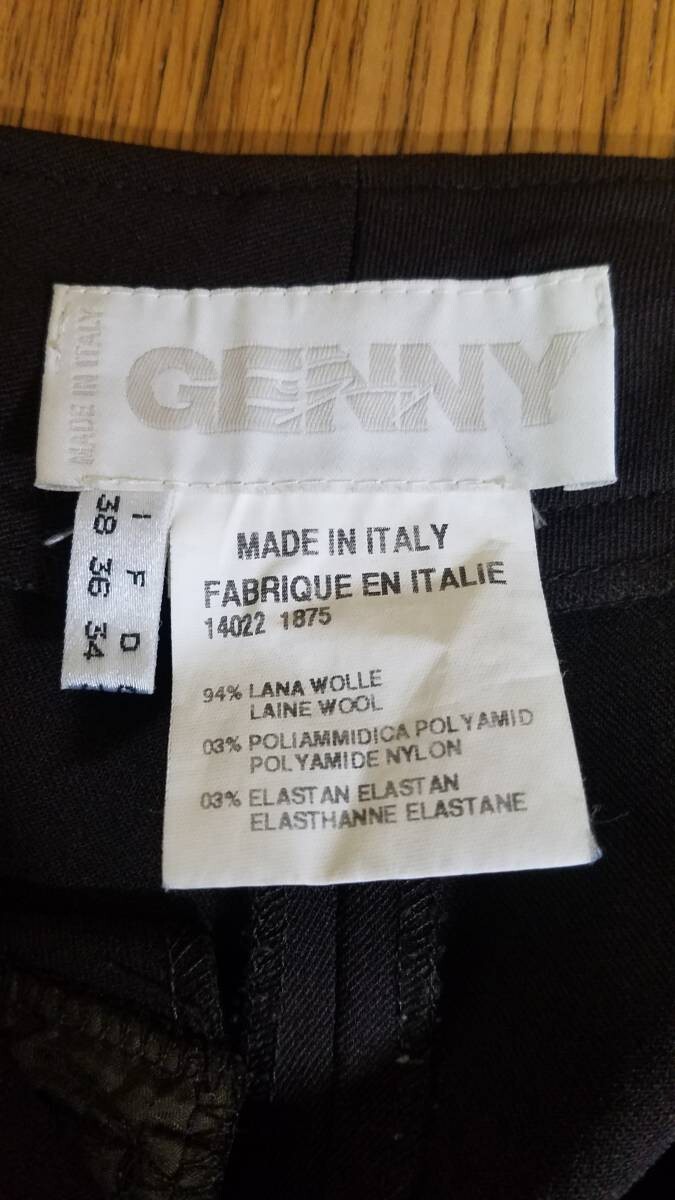 MADE IN ITALY
GENNY
I F D
38 36 34
MADE IN ITALY
FABRIQUE EN ITALIE
14022 1875
94% LANA WOLLE
LAINE WOOL
03% POLIAMMIDICA POLYAMID
POLYAMIDE NYLON
03% ELASTAN ELASTAN
ELASTHANNE ELASTANE